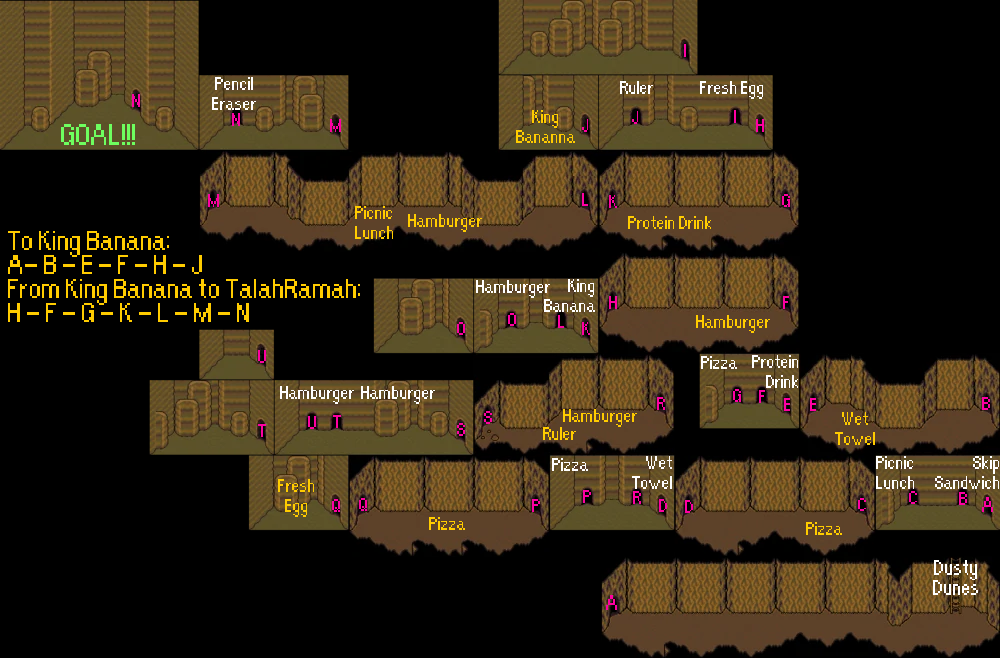 I
Pencil
Eraser
Ruler
Fresh Egg
King
Bananna
N
N
M
J
J
I
H
GOAL!!!
M
L
K
G
Picnic
Lunch
Hamburger
Protein Drink
To King Banana:
A - B - E - F - H - J
From King Banana to TalahRamah:
H - F - G - K - L - M - N
Hamburger
King
Banana
O
O
L
K
H
F
Hamburger
U
Pizza
Protein
Drink
G
F
E
E
B
Wet
Towel
Hamburger
Hamburger
T
U
T
S
S
R
Hamburger
Ruler
Fresh
Egg
Q
Q
P
Pizza
Pizza
Wet
Towel
P
R
D
D
C
Pizza
Picnic
Lunch
Skip
Sandwich
C
B
A
A
Dusty
Dunes